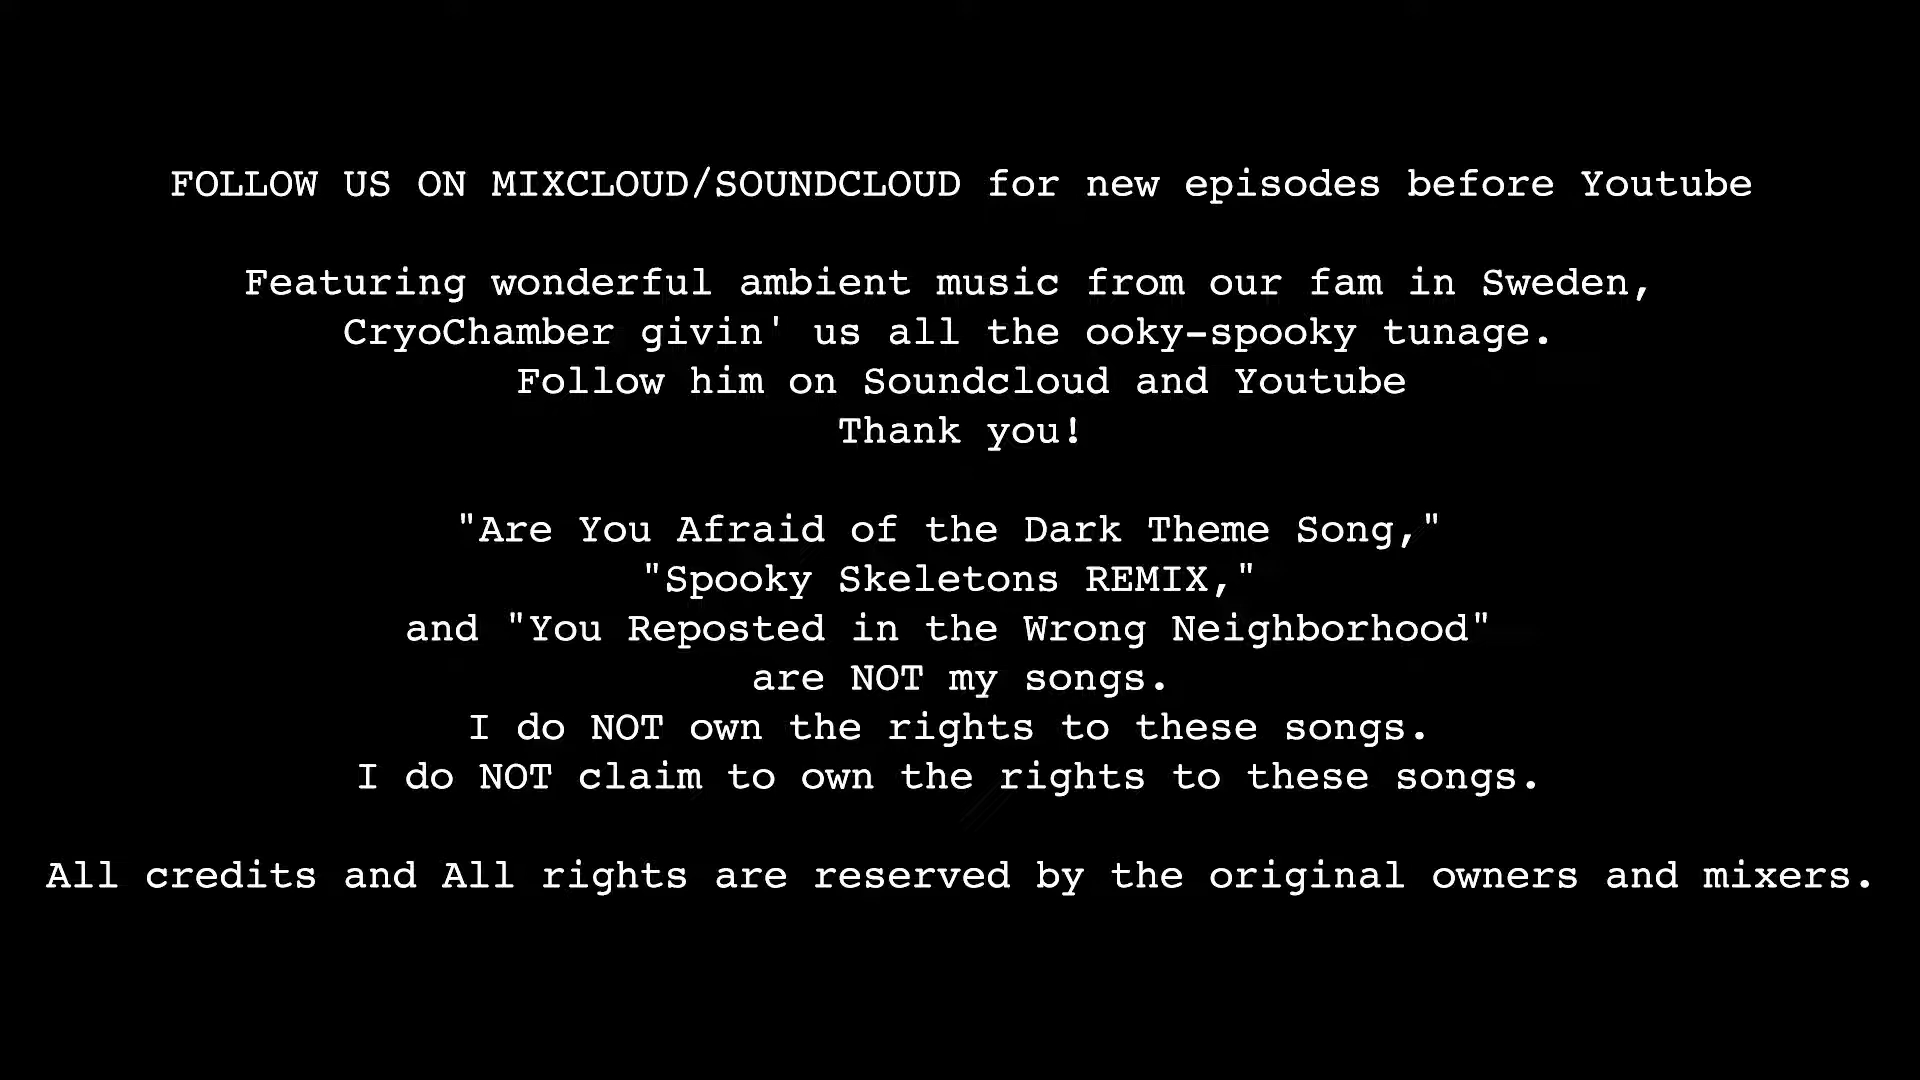 FOLLOW US ON MIXCLOUD/SOUNDCLOUD for new episodes before Youtube
Featuring wonderful ambient music from our fam in Sweden,
CryoChamber givin' us all the ooky-spooky tunage.
Follow him on Soundcloud and Youtube
Thank you!
"Are You Afraid of the Dark Theme Song,"
"Spooky Skeletons REMIX,"
and "You Reposted in the Wrong Neighborhood"
are NOT my songs.
I do NOT own the rights to these songs.
I do NOT claim to own the rights to these songs.
All credits and All rights are reserved by the original owners and mixers.